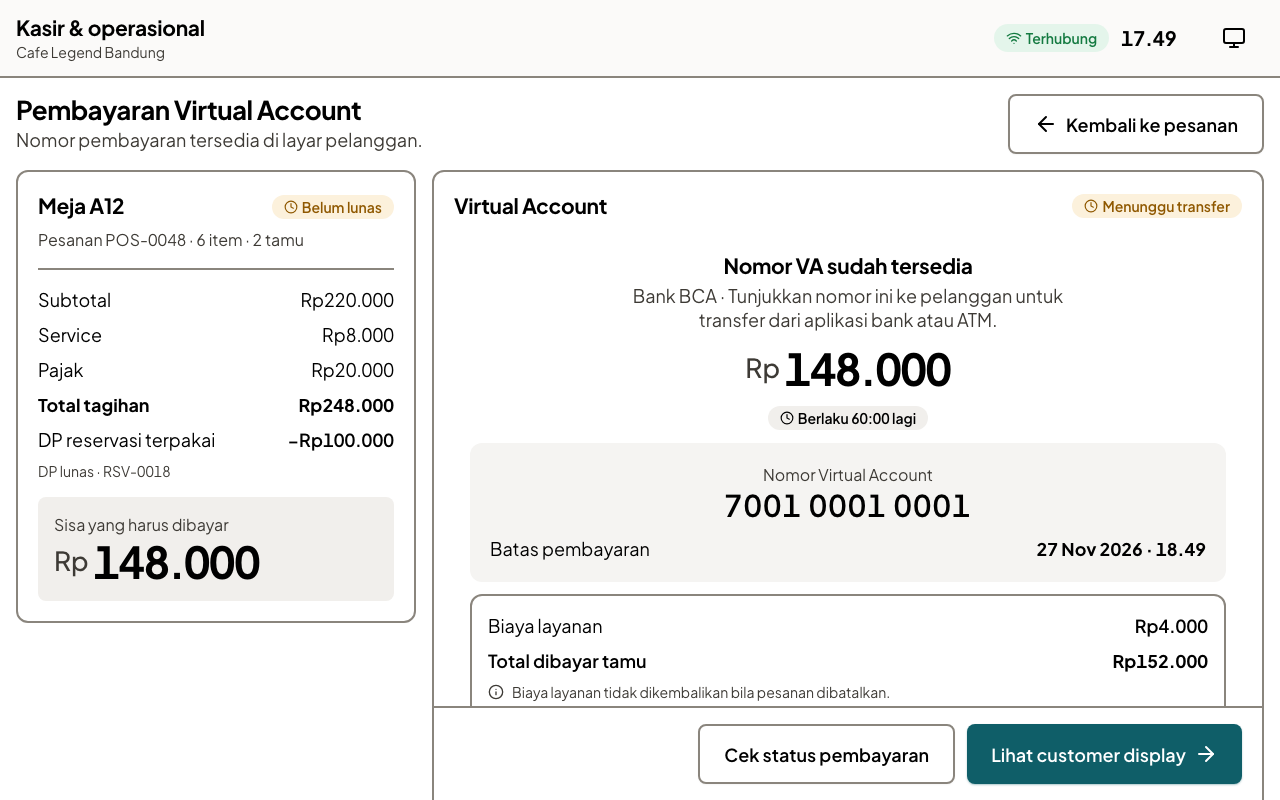 Kasir & operasional
Cafe Legend Bandung
Terhubung
17.49
Pembayaran Virtual Account
Nomor pembayaran tersedia di layar pelanggan.
Kembali ke pesanan
Meja A12
Belum lunas
Pesanan POS-0048 · 6 item · 2 tamu
Subtotal Rp220.000
Service Rp8.000
Pajak Rp20.000
Total tagihan Rp248.000
DP reservasi terpakai −Rp100.000
DP lunas · RSV-0018
Sisa yang harus dibayar
Rp 148.000
Virtual Account
Menunggu transfer
Nomor VA sudah tersedia
Bank BCA · Tunjukkan nomor ini ke pelanggan untuk
transfer dari aplikasi bank atau ATM.
Rp 148.000
Berlaku 60:00 lagi
Nomor Virtual Account
7001 0001 0001
Batas pembayaran 27 Nov 2026 · 18.49
Biaya layanan Rp4.000
Total dibayar tamu Rp152.000
Biaya layanan tidak dikembalikan bila pesanan dibatalkan.
Cek status pembayaran
Lihat customer display